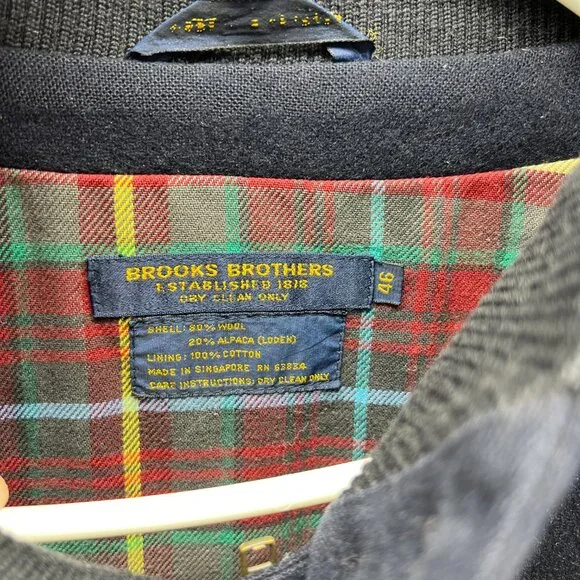 BROOKS BROTHERS
ESTABLISHED 1818
DRY CLEAN ONLY
46
SHELL: 80% WOOL
20% ALPACA (LODEN)
LINING: 100% COTTON
MADE IN SINGAPORE RN 63834
CARE INSTRUCTIONS: DRY CLEAN ONLY